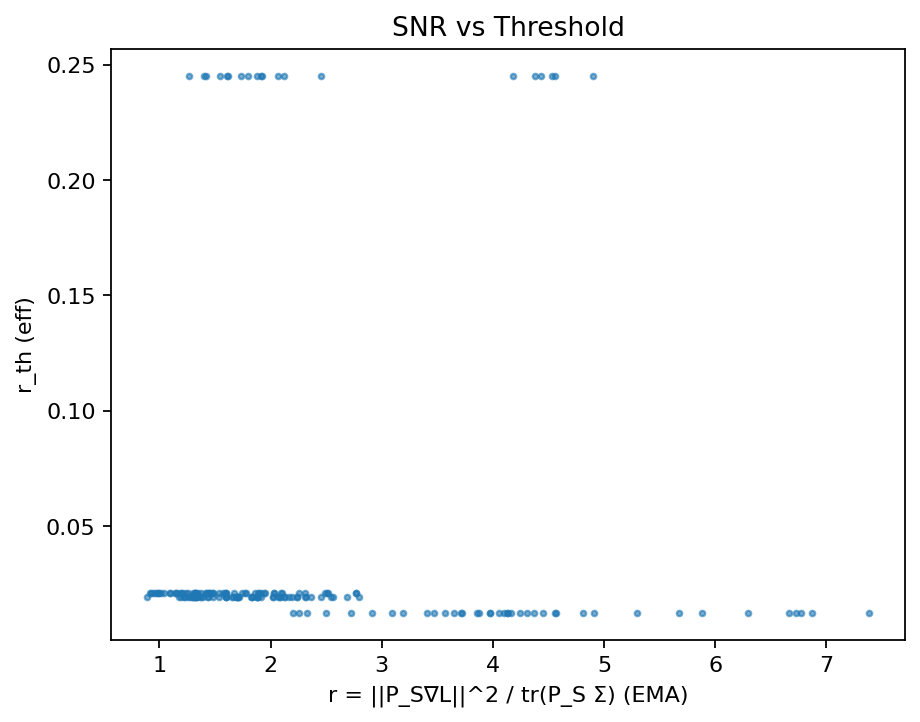 SNR vs Threshold
0.25
0.20
0.15
0.10
0.05
r_th (eff)
1 2 3 4 5 6 7
r = ||P_S∇L||^2 / tr(P_S Σ) (EMA)